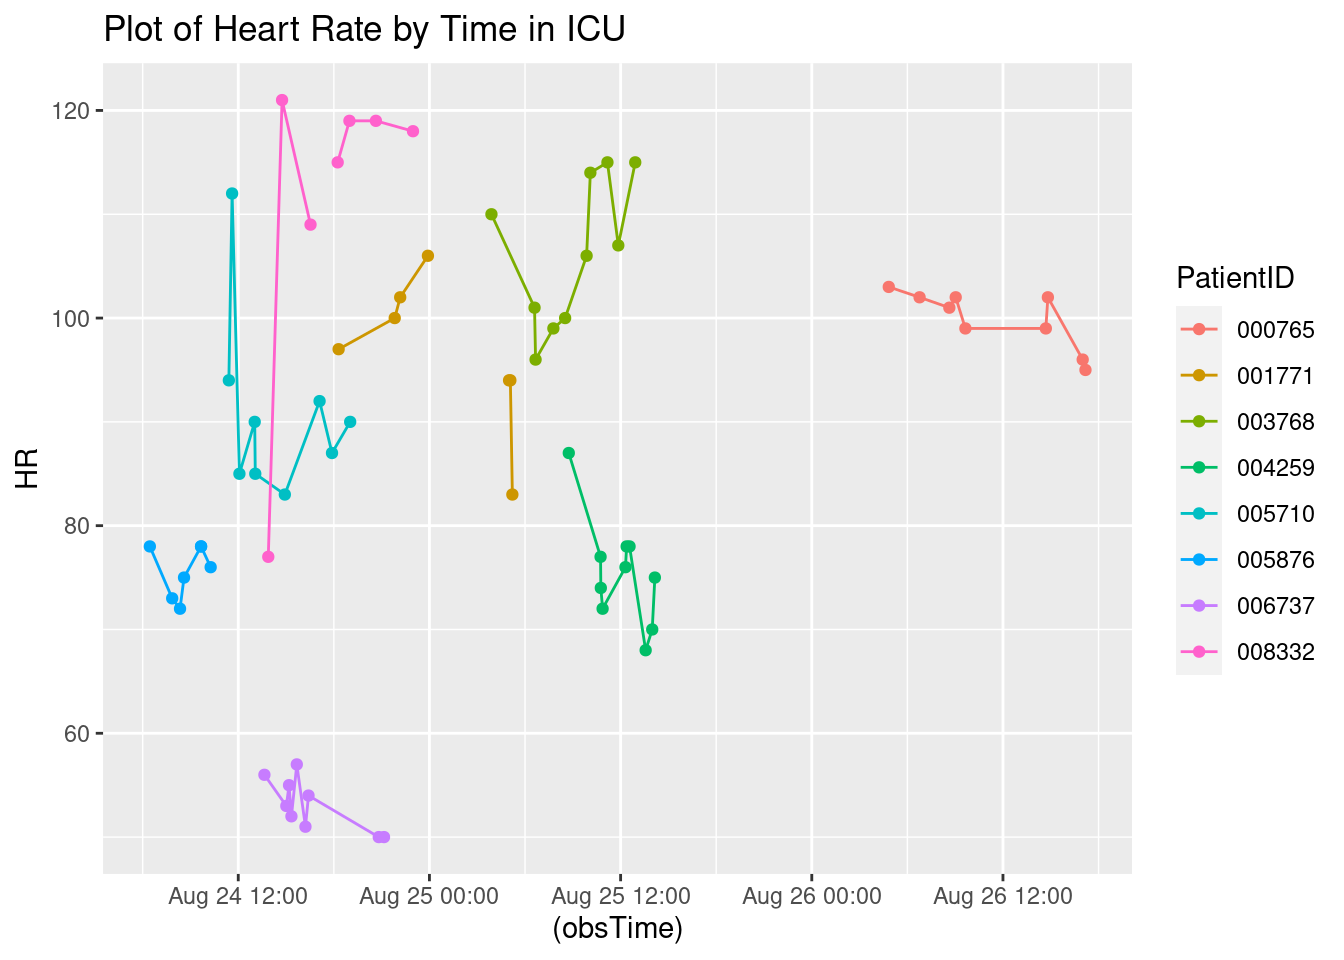 Plot of Heart Rate by Time in ICU
120
100
80
60
HR
Aug 24 12:00
Aug 25 00:00
Aug 25 12:00
Aug 26 00:00
Aug 26 12:00
(obsTime)
PatientID
000765
001771
003768
004259
005710
005876
006737
008332